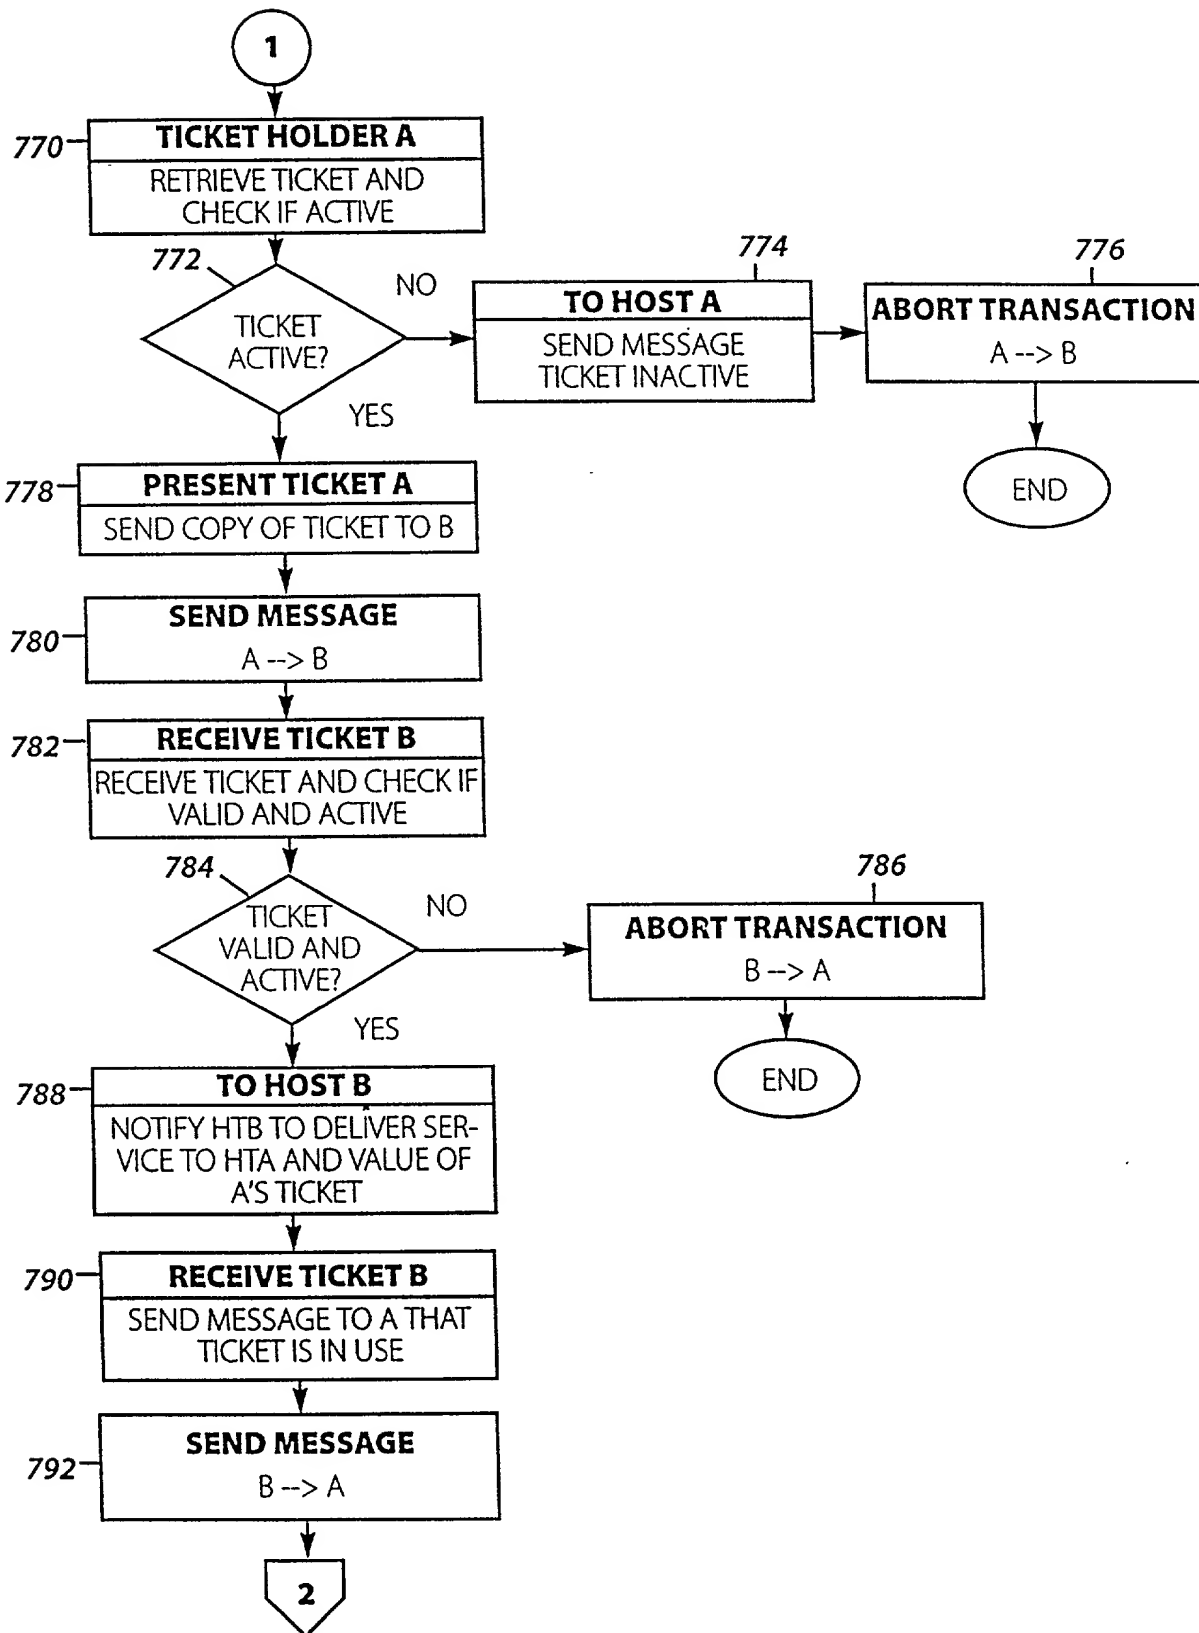 1
770
TICKET HOLDER A
RETRIEVE TICKET AND
CHECK IF ACTIVE
772
TICKET
ACTIVE?
NO
YES
774
TO HOST A
SEND MESSAGE
TICKET INACTIVE
776
ABORT TRANSACTION
A --> B
END
778
PRESENT TICKET A
SEND COPY OF TICKET TO B
780
SEND MESSAGE
A --> B
782
RECEIVE TICKET B
RECEIVE TICKET AND CHECK IF
VALID AND ACTIVE
784
TICKET
VALID AND
ACTIVE?
NO
YES
786
ABORT TRANSACTION
B --> A
END
788
TO HOST B
NOTIFY HTB TO DELIVER SER-
VICE TO HTA AND VALUE OF
A'S TICKET
790
RECEIVE TICKET B
SEND MESSAGE TO A THAT
TICKET IS IN USE
792
SEND MESSAGE
B --> A
2